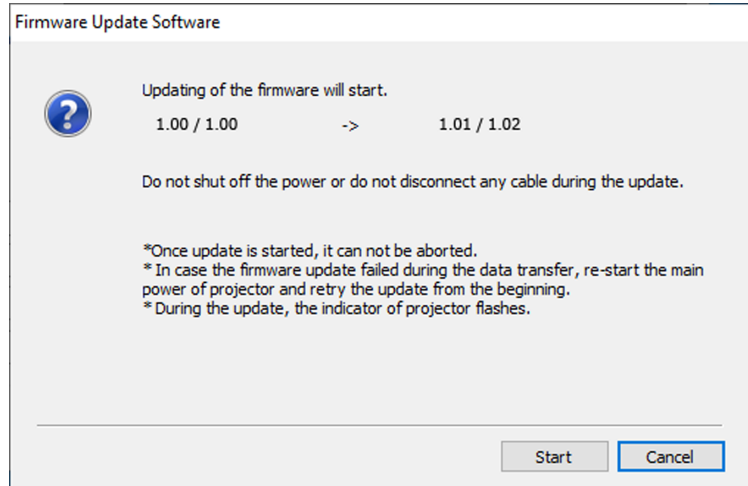 Firmware Update Software
Updating of the firmware will start.
1.00 / 1.00 -> 1.01 / 1.02
Do not shut off the power or do not disconnect any cable during the update.
*Once update is started, it can not be aborted.
* In case the firmware update failed during the data transfer, re-start the main
power of projector and retry the update from the beginning.
* During the update, the indicator of projector flashes.
Start Cancel